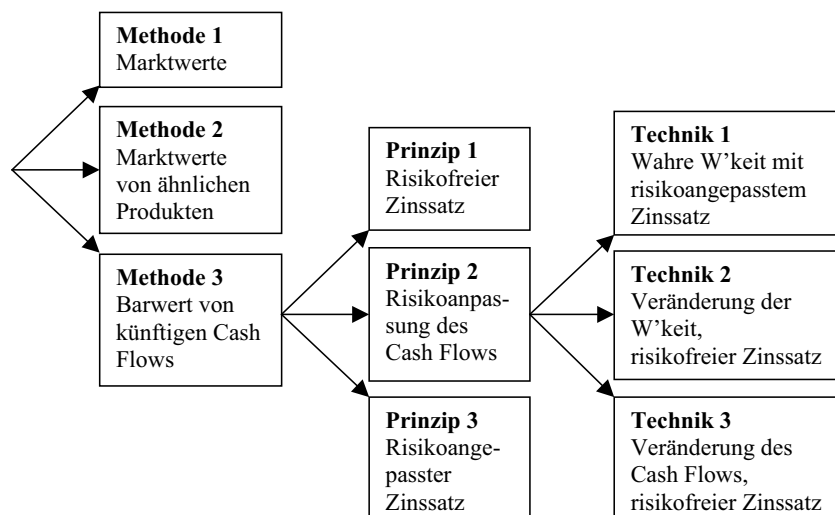 Methode 1
Marktwerte
Methode 2
Marktwerte
von ähnlichen
Produkten
Methode 3
Barwert von
künftigen Cash
Flows
Prinzip 1
Risikofreier
Zinssatz
Prinzip 2
Risikoanpas-
sung des
Cash Flows
Prinzip 3
Risikoange-
passter
Zinssatz
Technik 1
Wahre W’keit mit
risikoangepasstem
Zinssatz
Technik 2
Veränderung der
W’keit,
risikofreier Zinssatz
Technik 3
Veränderung des
Cash Flows,
risikofreier Zinssatz